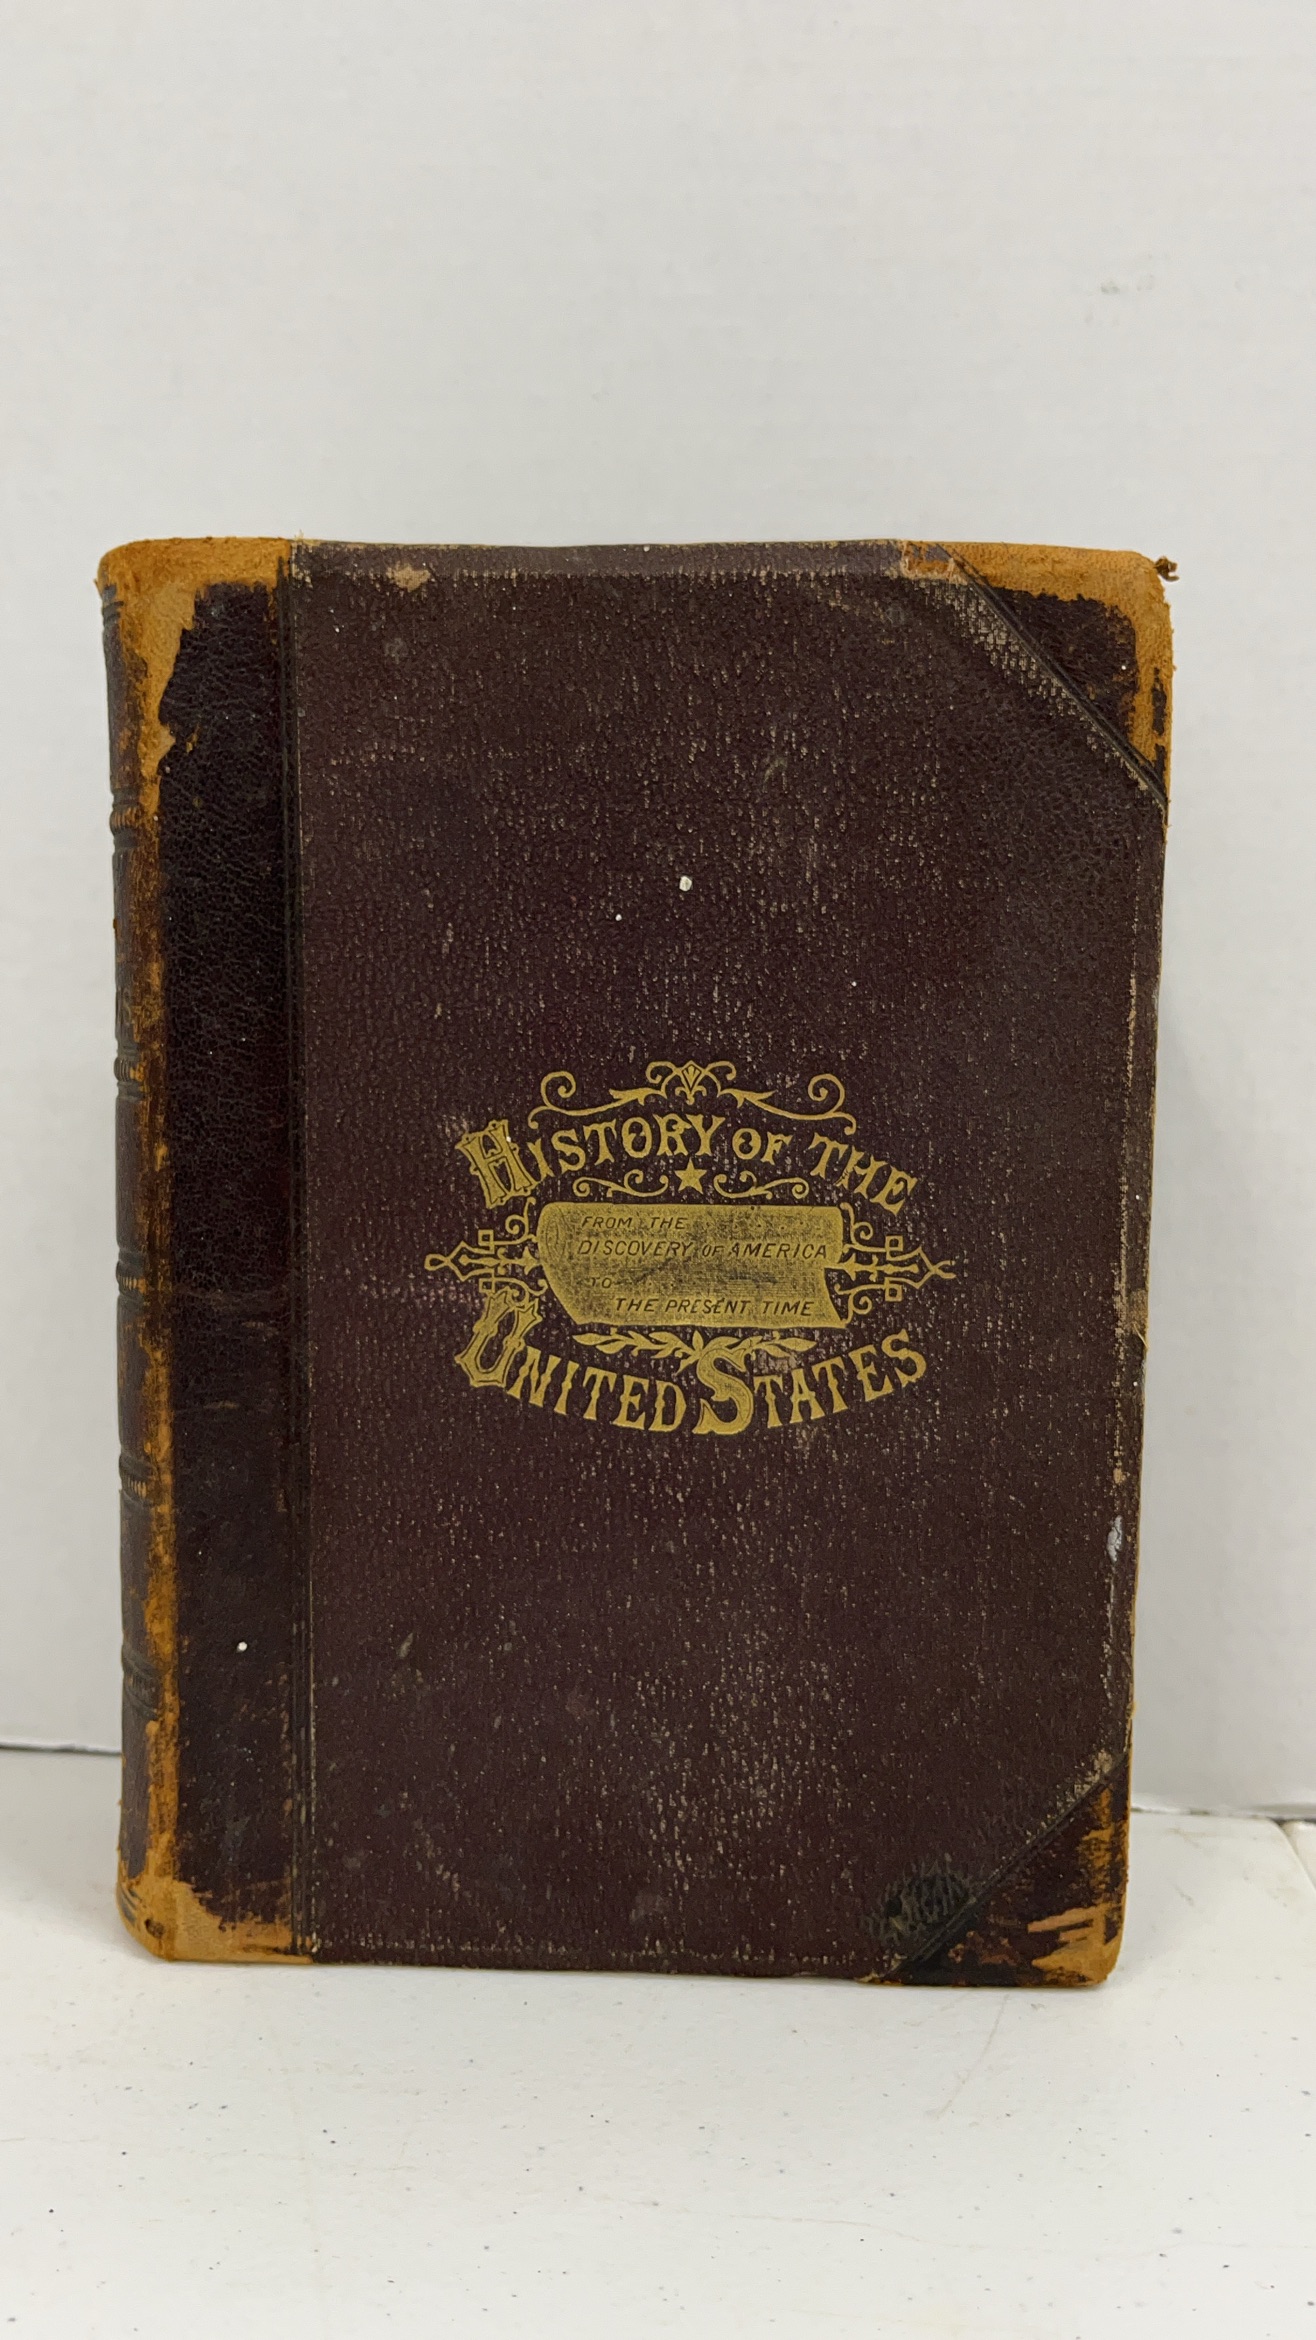 HISTORY OF THE
FROM THE
DISCOVERY OF AMERICA
TO
THE PRESENT TIME
UNITED STATES